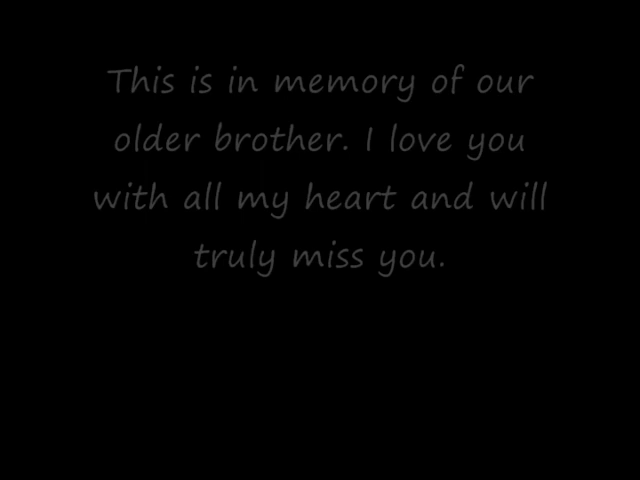 This is in memory of our
older brother. I love you
with all my heart and will
truly miss you.